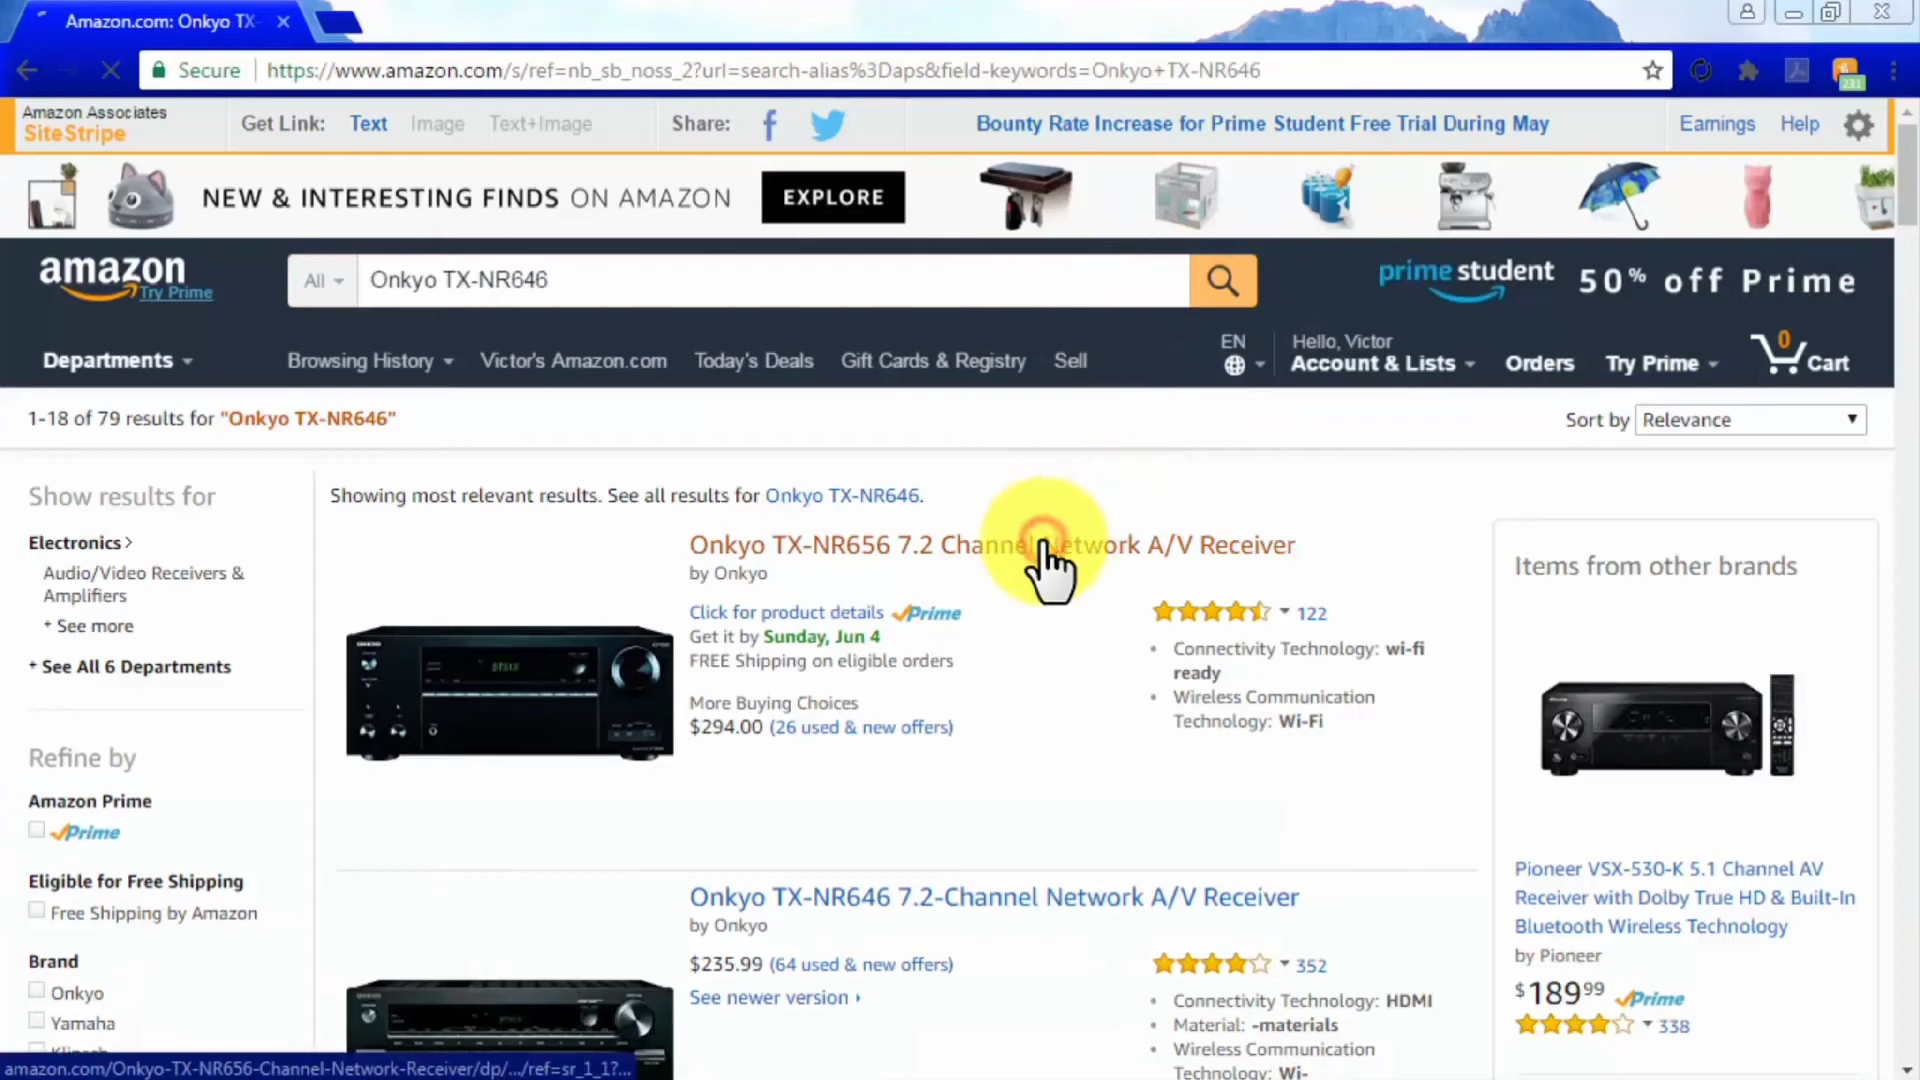 Amazon.com: Onkyo TX-
Secure
https://www.amazon.com/s/ref=nb_sb_noss_2?url=search-alias%3Daps&field-keywords=Onkyo+TX-NR646
231
Amazon Associates
SiteStripe
Get Link: Text Image Text+Image
Share:
Bounty Rate Increase for Prime Student Free Trial During May
Earnings Help
NEW & INTERESTING FINDS ON AMAZON
EXPLORE
amazon
Try Prime
All
Onkyo TX-NR646
prime student 50% off Prime
Departments
Browsing History Victor's Amazon.com Today's Deals Gift Cards & Registry Sell
EN
Hello, Victor
Account & Lists
Orders
Try Prime
0
Cart
1-18 of 79 results for "Onkyo TX-NR646"
Sort by Relevance
Show results for
Electronics
Audio/Video Receivers &
Amplifiers
+ See more
+ See All 6 Departments
Refine by
Amazon Prime
Prime
Eligible for Free Shipping
Free Shipping by Amazon
Brand
Onkyo
Yamaha
Klipsch
Showing most relevant results. See all results for Onkyo TX-NR646.
Onkyo TX-NR656 7.2 Channel Network A/V Receiver
by Onkyo
Click for product details Prime
Get it by Sunday, Jun 4
FREE Shipping on eligible orders
More Buying Choices
$294.00 (26 used & new offers)
122
• Connectivity Technology: wi-fi
ready
• Wireless Communication
Technology: Wi-Fi
Onkyo TX-NR646 7.2-Channel Network A/V Receiver
by Onkyo
$235.99 (64 used & new offers)
See newer version
352
• Connectivity Technology: HDMI
• Material: -materials
• Wireless Communication
Technology: Wi-
Items from other brands
Pioneer VSX-530-K 5.1 Channel AV
Receiver with Dolby True HD & Built-In
Bluetooth Wireless Technology
by Pioneer
$189.99 Prime
338
amazon.com/Onkyo-TX-NR656-Channel-Network-Receiver/dp/.../ref=sr_1_1?...